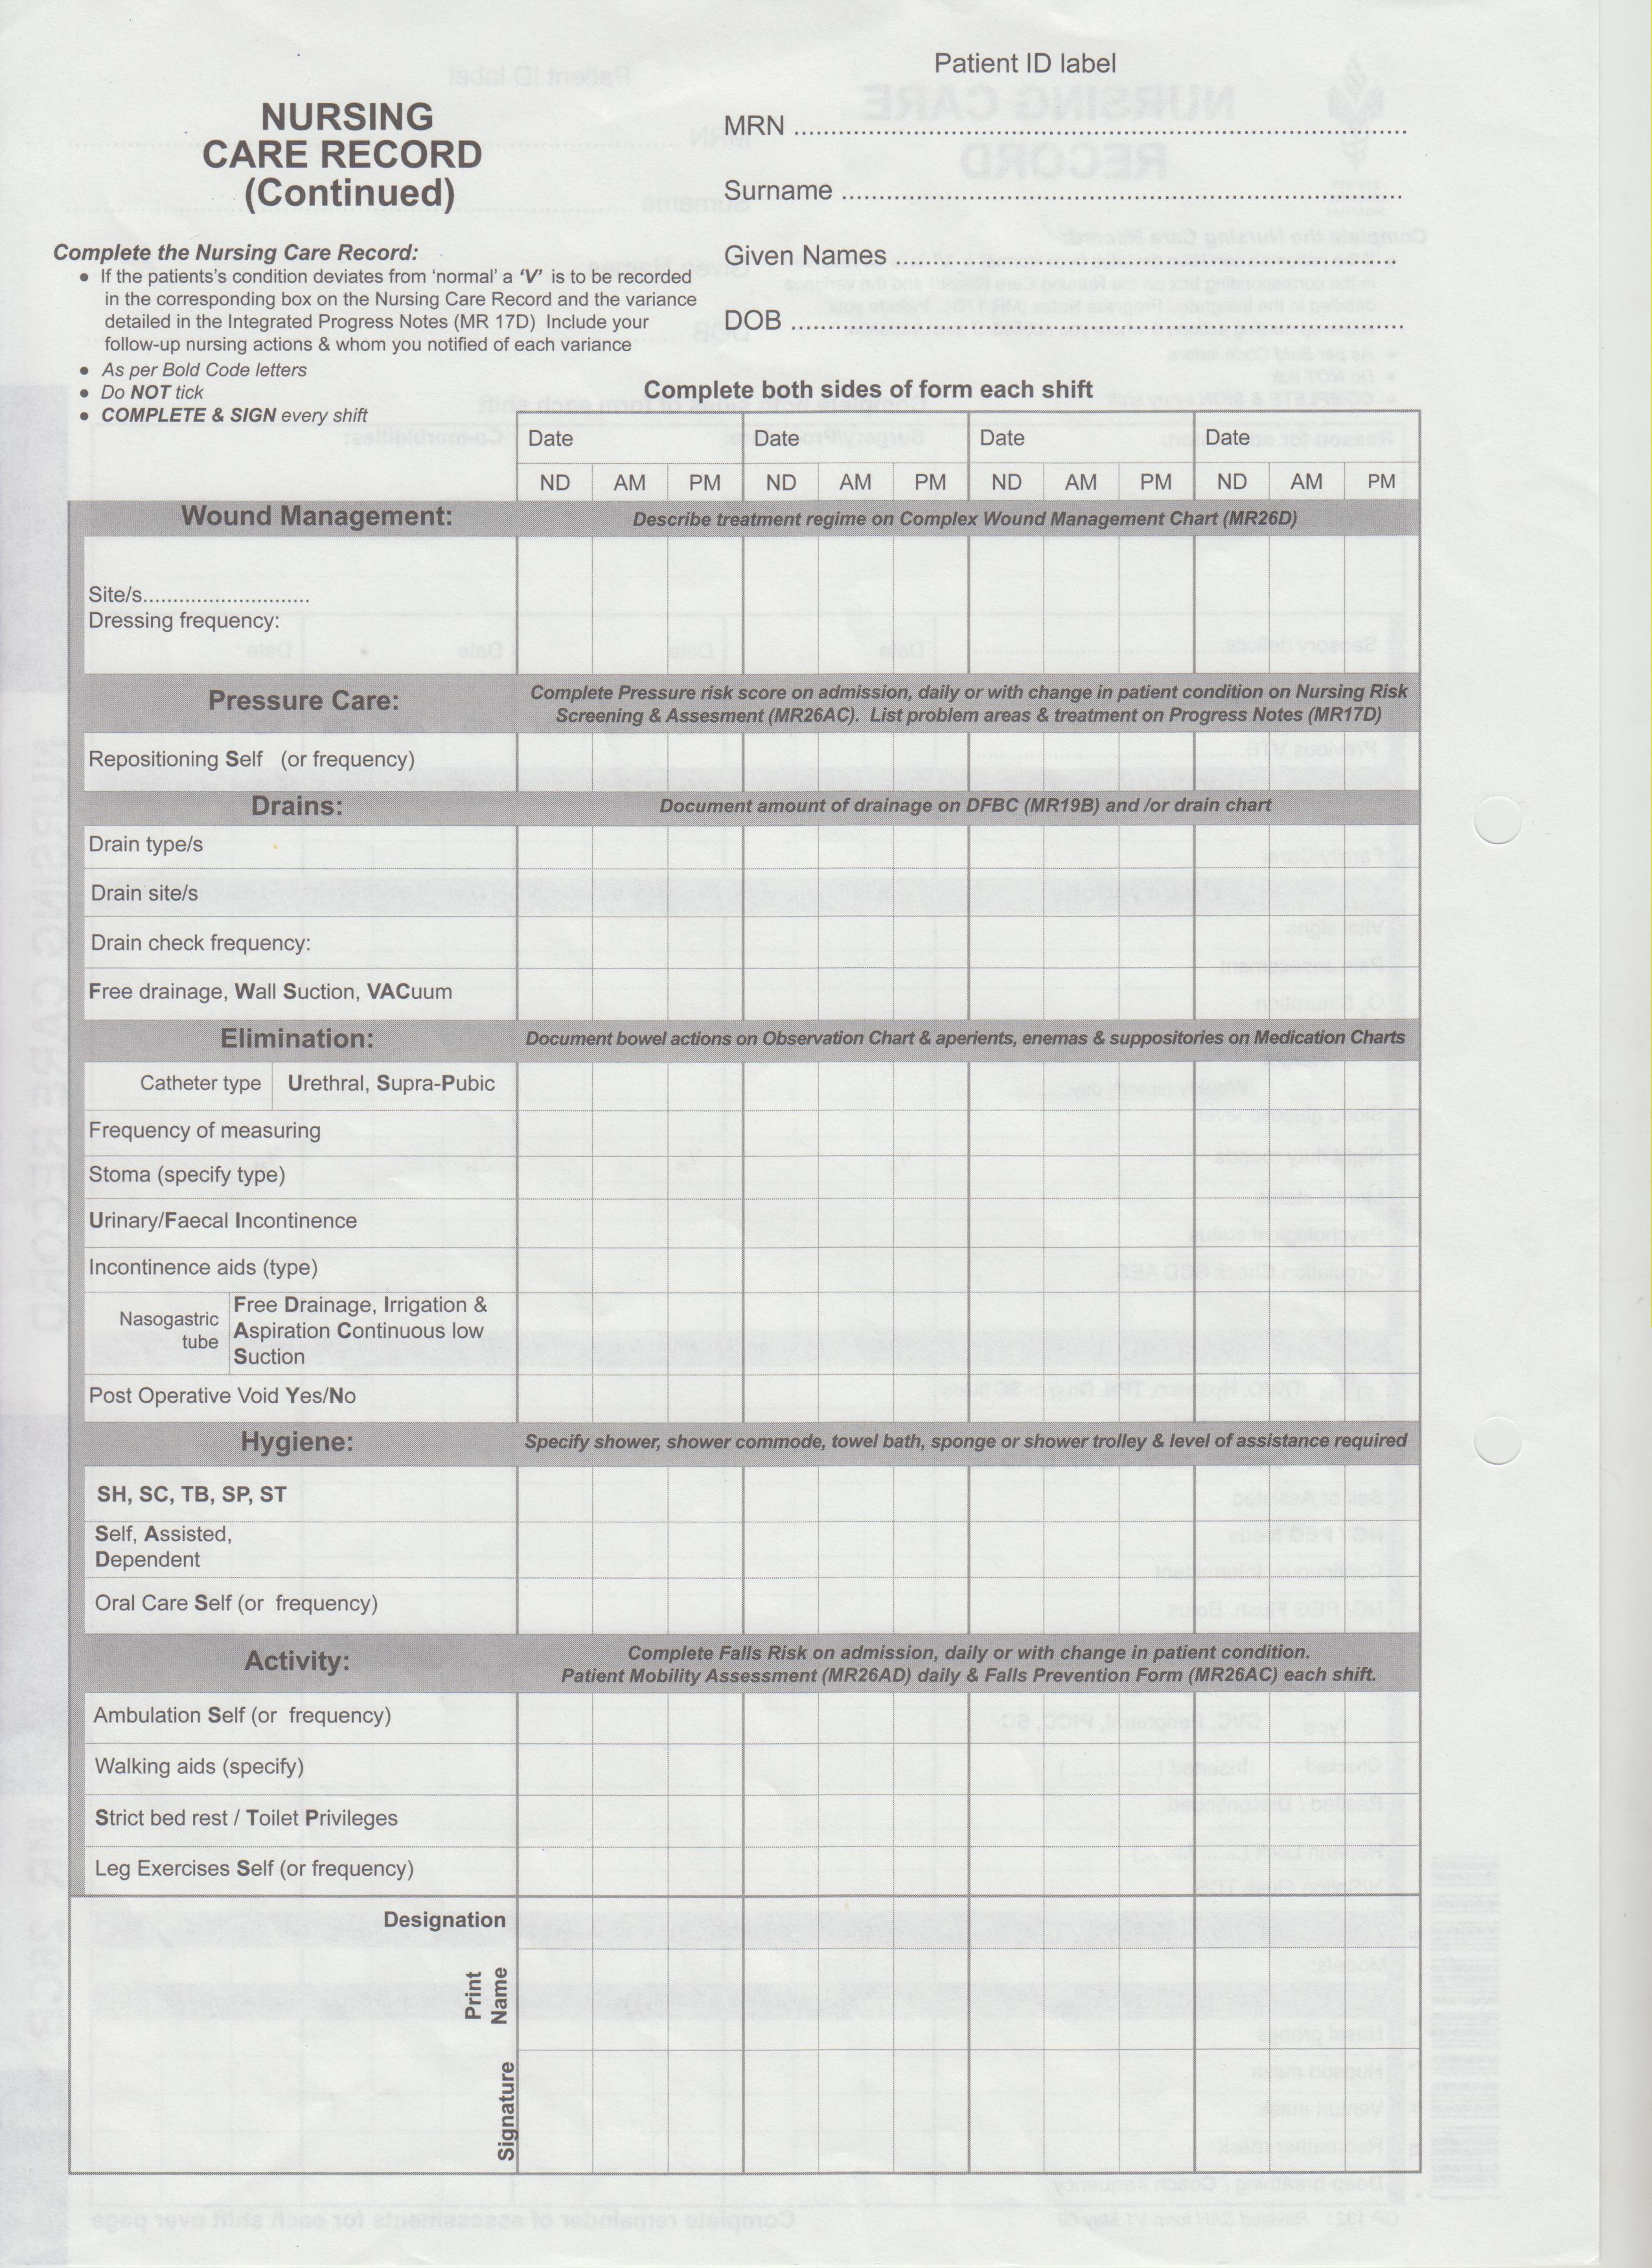 Patient ID label
NURSING
CARE RECORD
(Continued)
MRN
Surname
Given Names
DOB
Complete the Nursing Care Record:
● If the patients's condition deviates from 'normal' a 'V' is to be recorded
in the corresponding box on the Nursing Care Record and the variance
detailed in the Integrated Progress Notes (MR 17D) Include your
follow-up nursing actions & whom you notified of each variance
● As per Bold Code letters
● Do NOT tick
● COMPLETE & SIGN every shift
Complete both sides of form each shift
Date Date Date Date
ND AM PM ND AM PM ND AM PM ND AM PM
Wound Management: Describe treatment regime on Complex Wound Management Chart (MR26D)
Site/s............................
Dressing frequency:
Pressure Care: Complete Pressure risk score on admission, daily or with change in patient condition on Nursing Risk
Screening & Assesment (MR26AC). List problem areas & treatment on Progress Notes (MR17D)
Repositioning Self (or frequency)
Drains: Document amount of drainage on DFBC (MR19B) and /or drain chart
Drain type/s
Drain site/s
Drain check frequency:
Free drainage, Wall Suction, VACuum
Elimination: Document bowel actions on Observation Chart & aperients, enemas & suppositories on Medication Charts
Catheter type Urethral, Supra-Pubic
Frequency of measuring
Stoma (specify type)
Urinary/Faecal Incontinence
Incontinence aids (type)
Nasogastric
tube
Free Drainage, Irrigation &
Aspiration Continuous low
Suction
Post Operative Void Yes/No
Hygiene: Specify shower, shower commode, towel bath, sponge or shower trolley & level of assistance required
SH, SC, TB, SP, ST
Self, Assisted,
Dependent
Oral Care Self (or frequency)
Activity: Complete Falls Risk on admission, daily or with change in patient condition.
Patient Mobility Assessment (MR26AD) daily & Falls Prevention Form (MR26AC) each shift.
Ambulation Self (or frequency)
Walking aids (specify)
Strict bed rest / Toilet Privileges
Leg Exercises Self (or frequency)
Designation
Print
Name
Signature